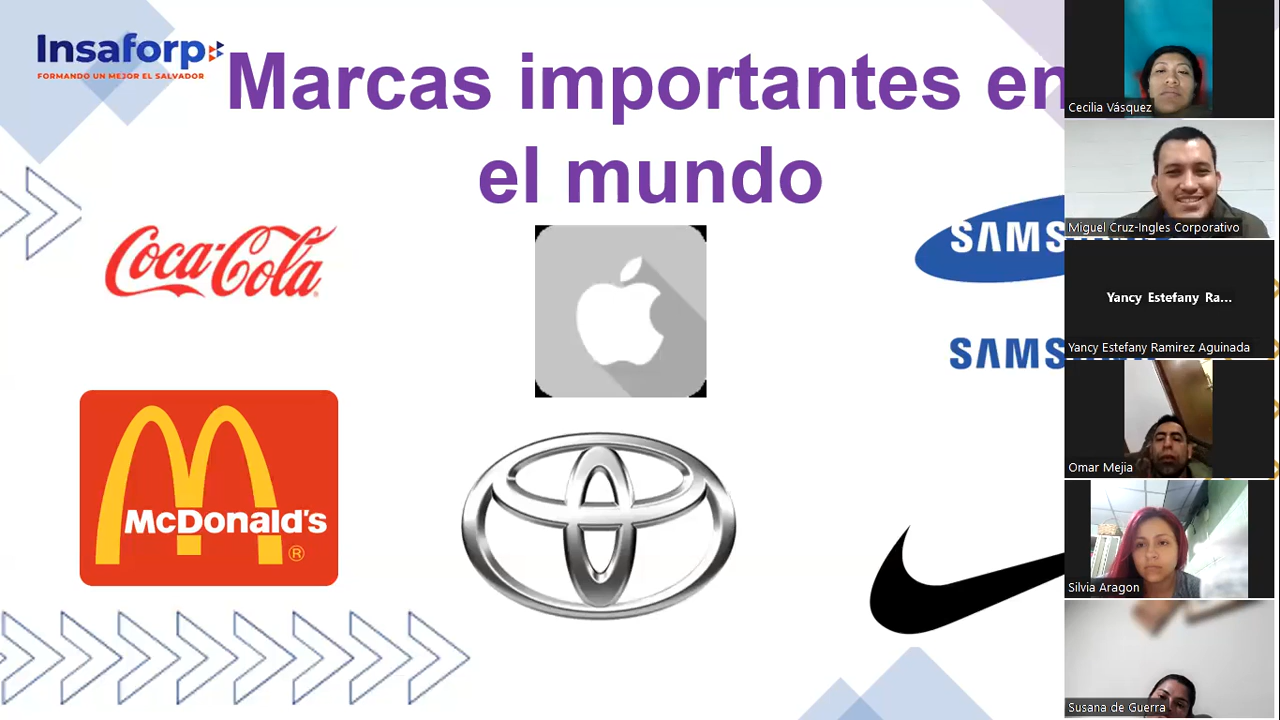 Insaforp
FORMANDO UN MEJOR EL SALVADOR
Marcas importantes en
el mundo
Coca-Cola
SAMS
SAMS
McDonald's
®
Cecilia Vásquez
Miguel Cruz-Ingles Corporativo
Yancy Estefany Ra...
Yancy Estefany Ramirez Aguinada
Omar Mejia
Silvia Aragon
Susana de Guerra